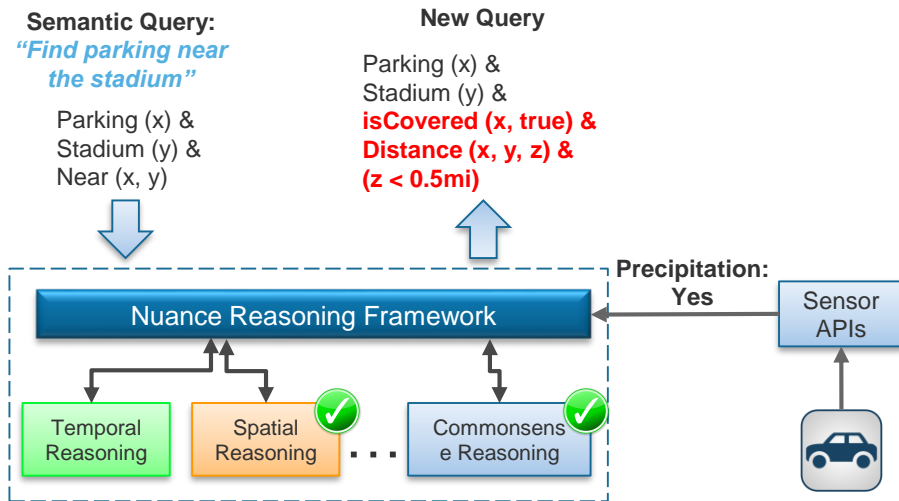 Semantic Query:
“Find parking near
the stadium”
Parking (x) &
Stadium (y) &
Near (x, y)
New Query
Parking (x) &
Stadium (y) &
isCovered (x, true) &
Distance (x, y, z) &
(z < 0.5mi)
Precipitation:
Yes
Sensor
APIs
Nuance Reasoning Framework
Temporal
Reasoning
Spatial
Reasoning
. . .
Commonsens
e Reasoning